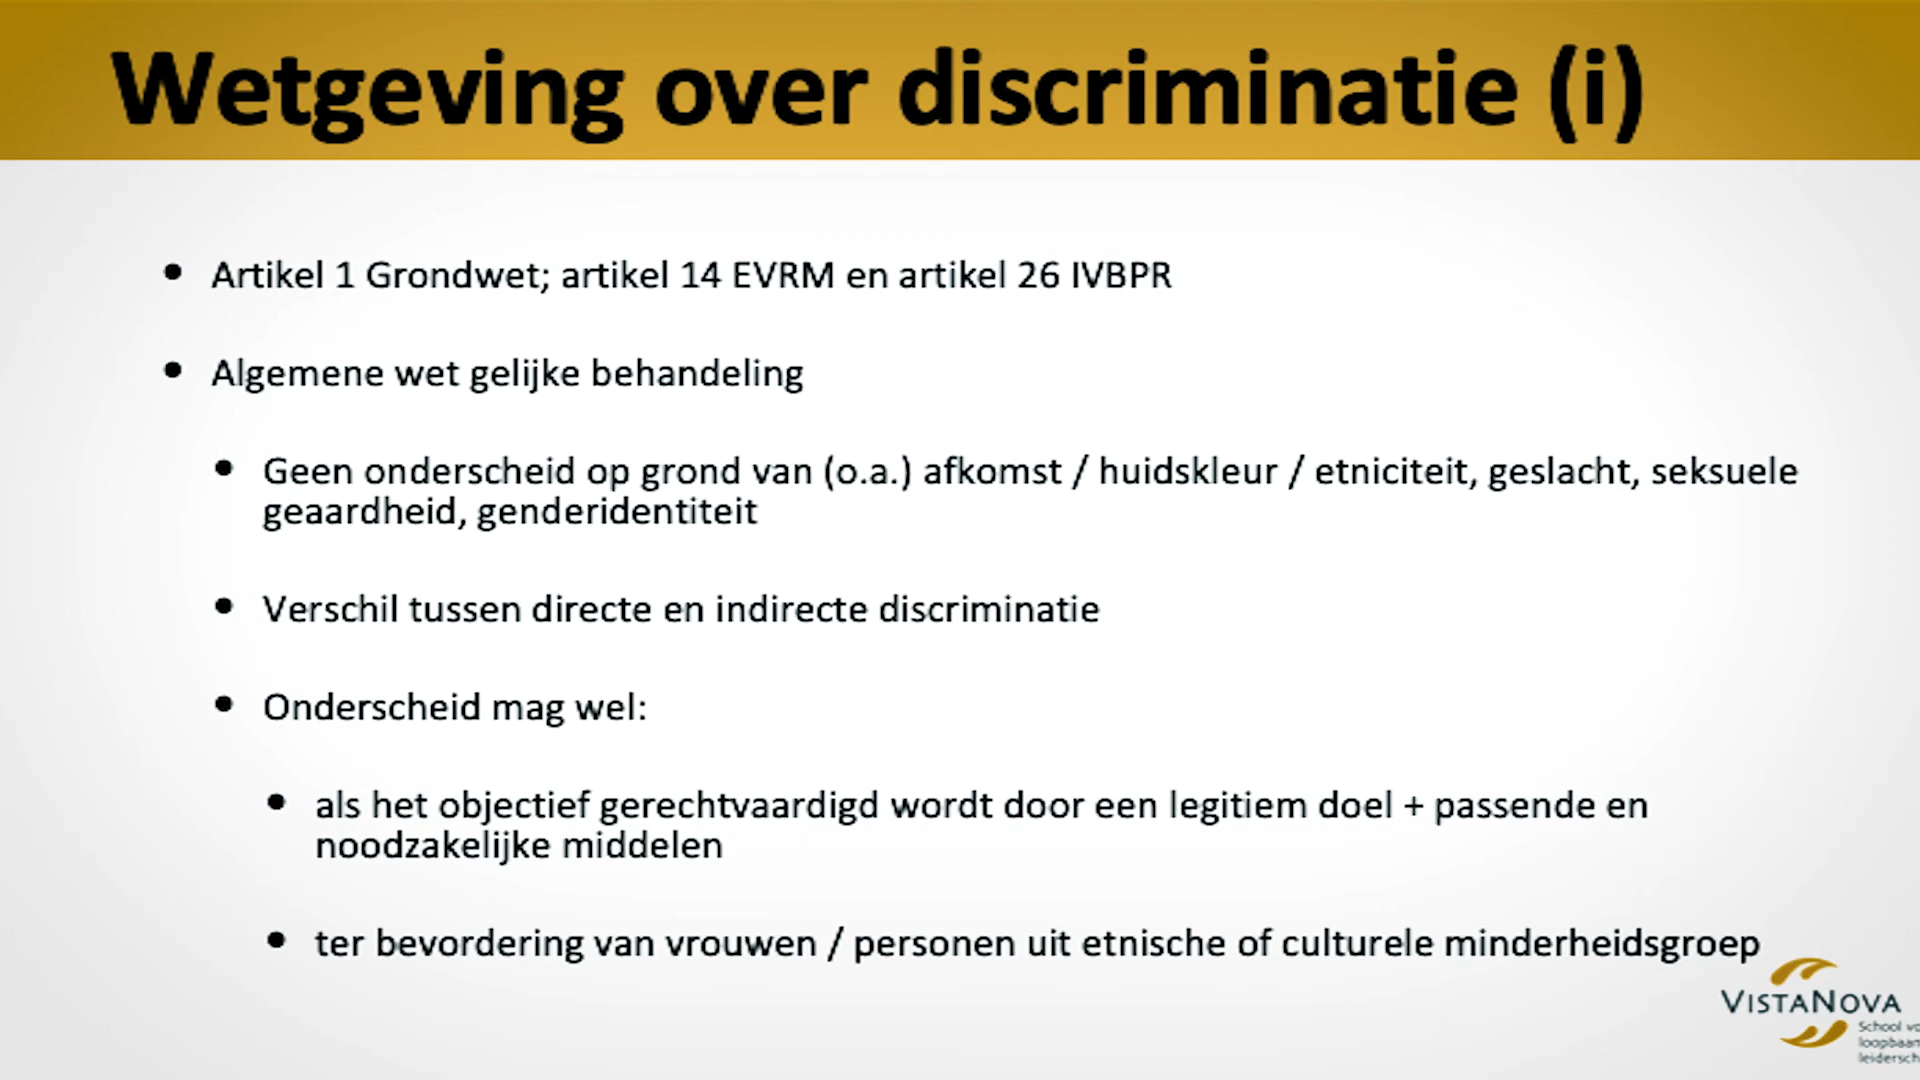 Wetgeving over discriminatie (i)
• Artikel 1 Grondwet; artikel 14 EVRM en artikel 26 IVBPR
• Algemene wet gelijke behandeling
• Geen onderscheid op grond van (o.a.) afkomst / huidskleur / etniciteit, geslacht, seksuele
geaardheid, genderidentiteit
• Verschil tussen directe en indirecte discriminatie
• Onderscheid mag wel:
• als het objectief gerechtvaardigd wordt door een legitiem doel + passende en
noodzakelijke middelen
• ter bevordering van vrouwen / personen uit etnische of culturele minderheidsgroep
VISTANOVA
School